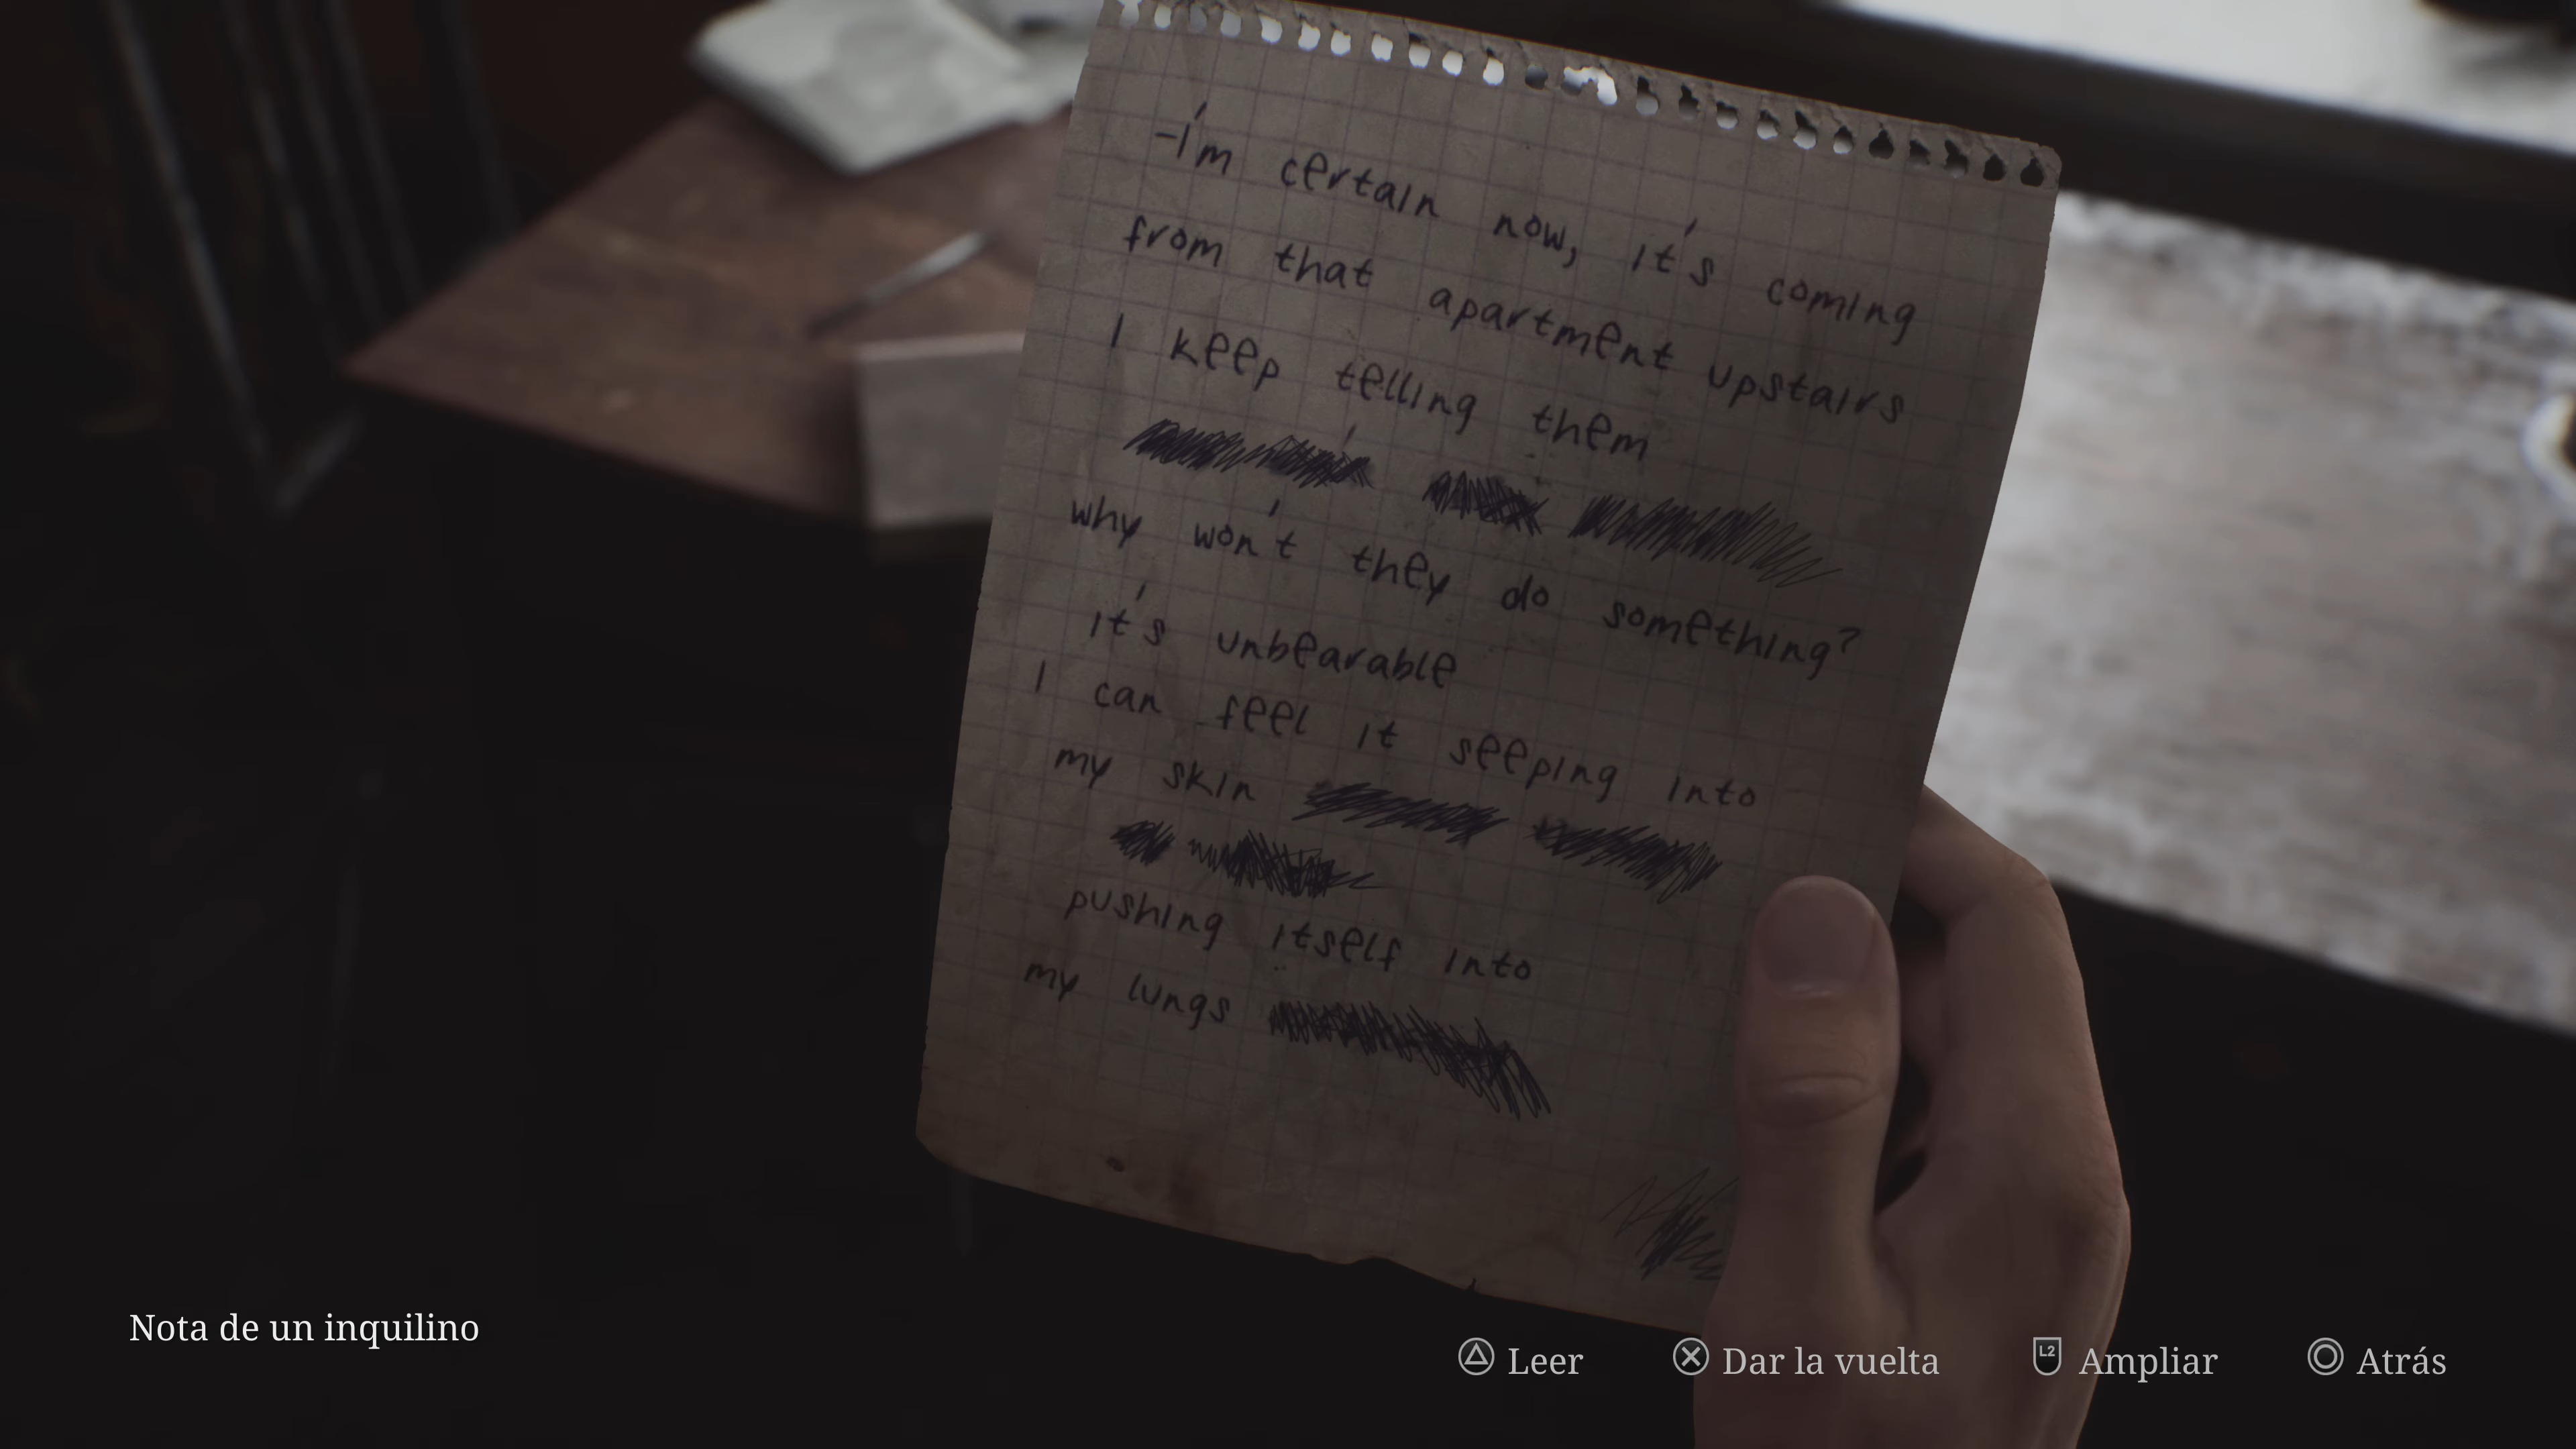 -I'm certain now, it's coming
from that apartment upstairs
I keep telling them
why won't they do something?
it's unbearable
I can feel it seeping into
my skin
pushing itself into
my lungs
Nota de un inquilino
Leer
Dar la vuelta
L2 Ampliar
Atrás